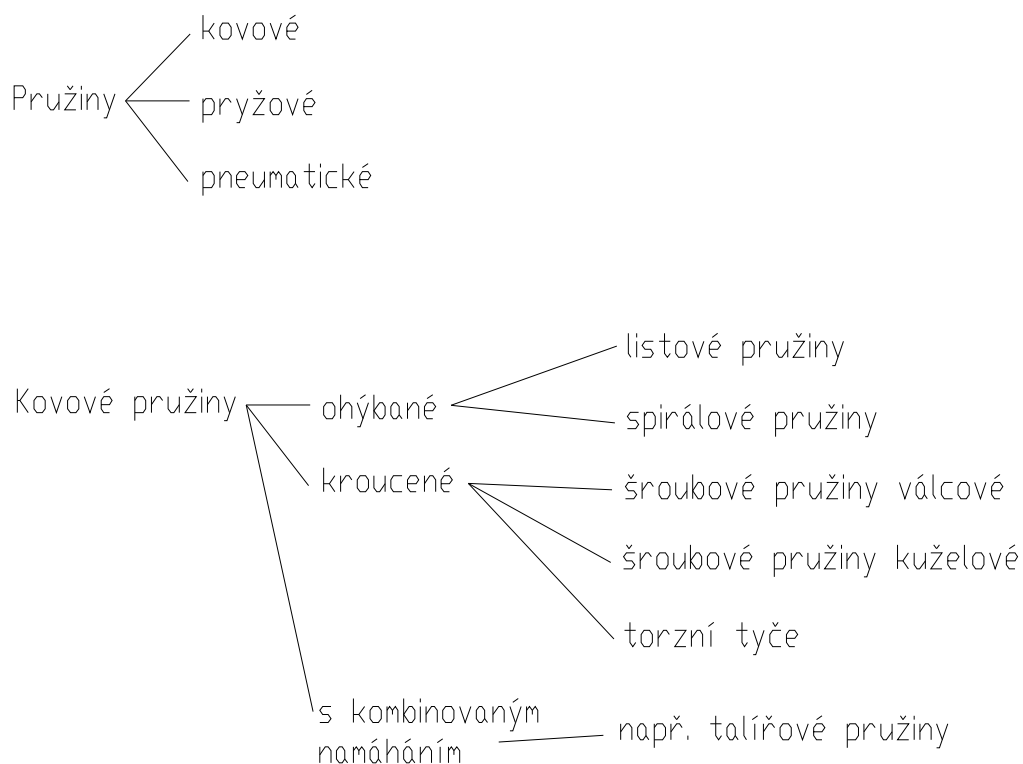 kovové
Pružiny
pryžové
pneumatické
Kovové pružiny
ohýbané
listové pružiny
spirálové pružiny
kroucené
šroubové pružiny válcové
šroubové pružiny kuželové
torzní tyče
s kombinovaným
namáháním
např. talířové pružiny